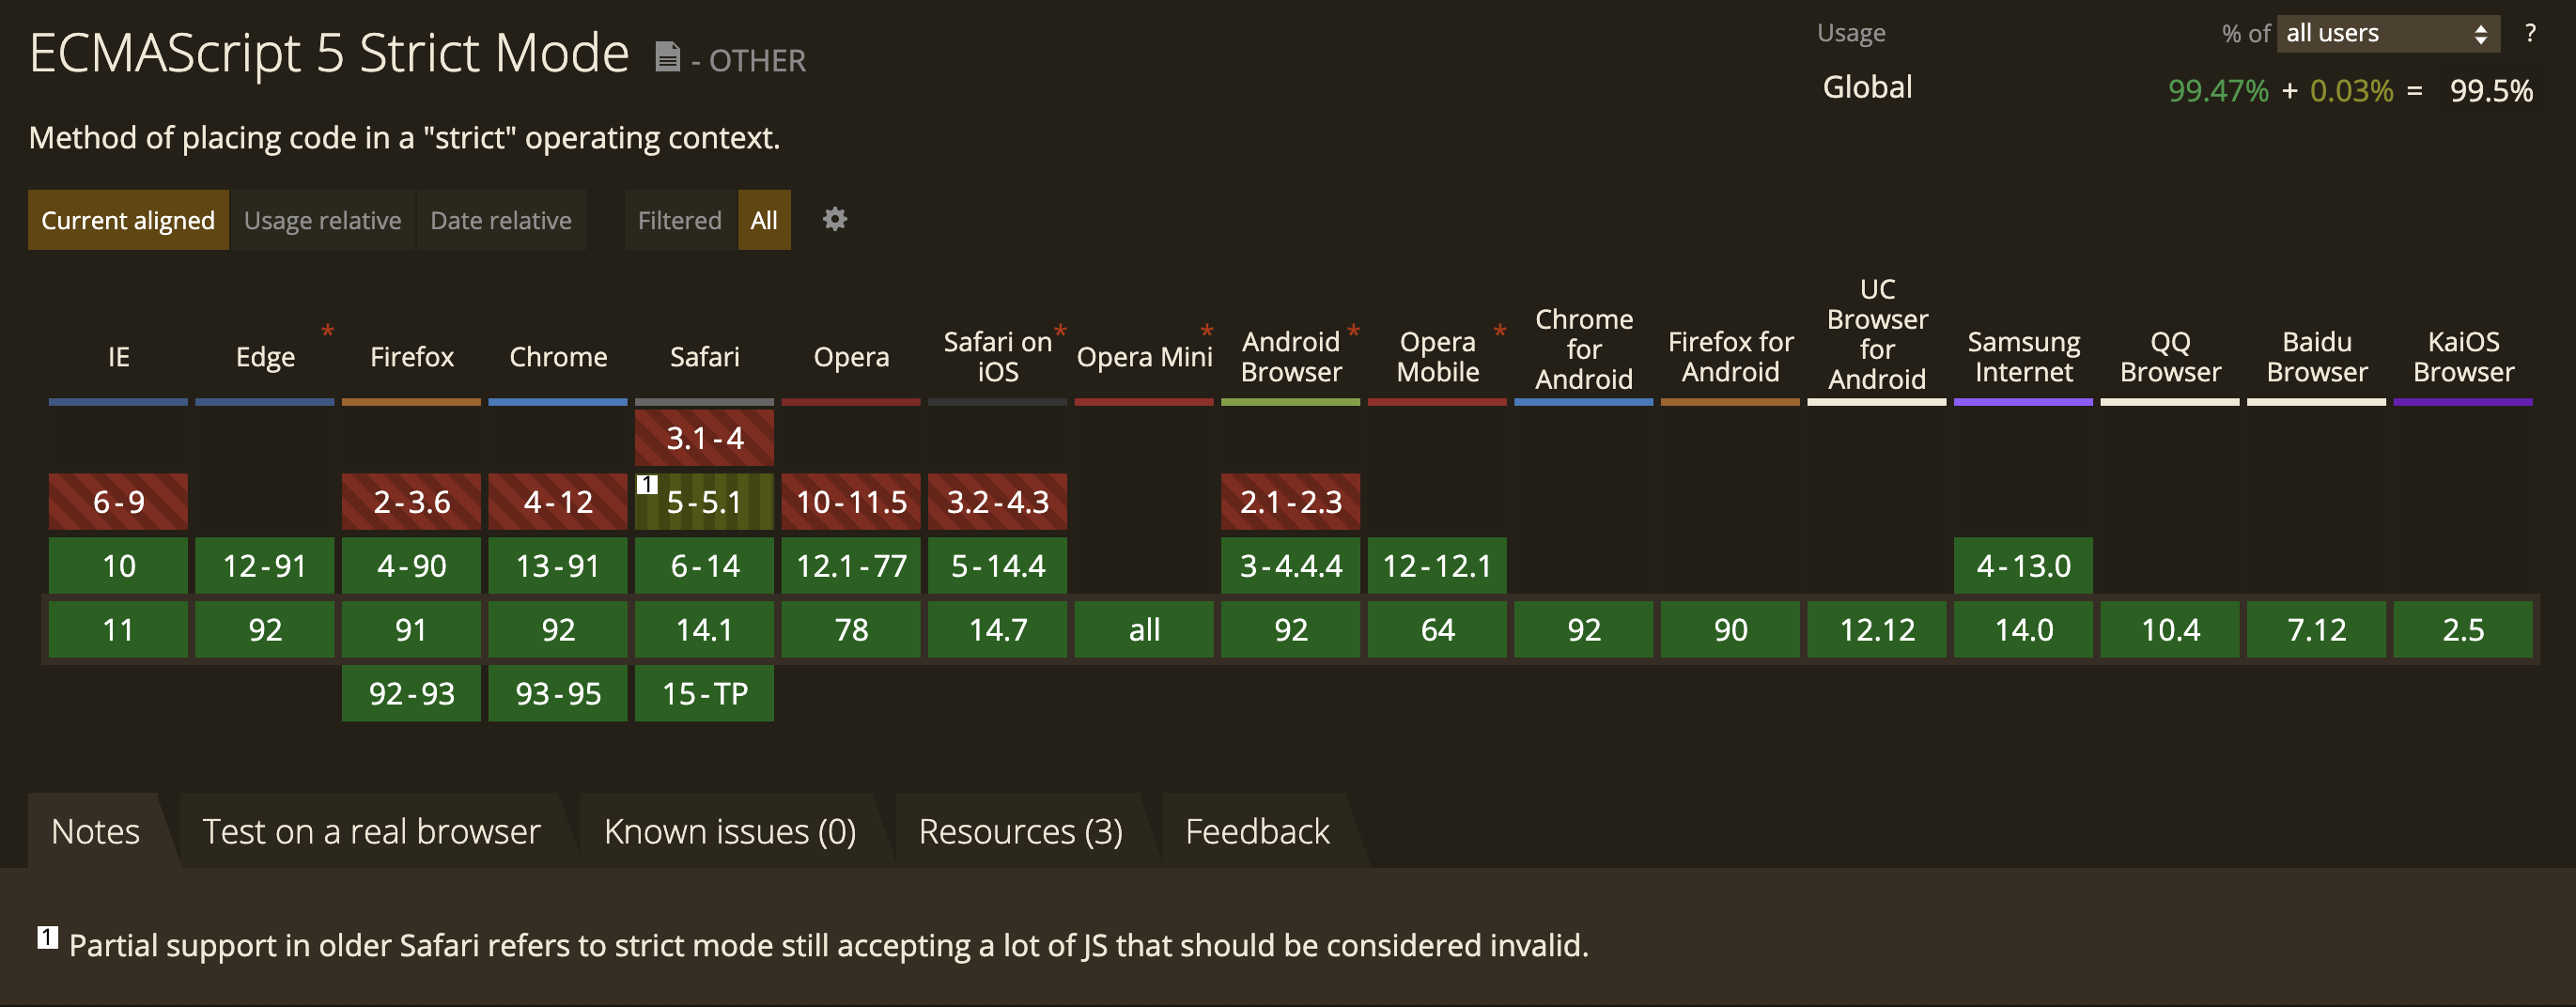 ECMAScript 5 Strict Mode - OTHER
Usage % of all users ?
Global 99.47% + 0.03% = 99.5%
Method of placing code in a "strict" operating context.
Current aligned Usage relative Date relative Filtered All
IE Edge * Firefox Chrome Safari Opera Safari on iOS * Opera Mini * Android Browser * Opera Mobile * Chrome for Android Firefox for Android UC Browser for Android Samsung Internet QQ Browser Baidu Browser KaiOS Browser
3.1-4
6-9 2-3.6 4-12 1 5-5.1 10-11.5 3.2-4.3 2.1-2.3
10 12-91 4-90 13-91 6-14 12.1-77 5-14.4 3-4.4.4 12-12.1 4-13.0
11 92 91 92 14.1 78 14.7 all 92 64 92 90 12.12 14.0 10.4 7.12 2.5
92-93 93-95 15-TP
Notes Test on a real browser Known issues (0) Resources (3) Feedback
1 Partial support in older Safari refers to strict mode still accepting a lot of JS that should be considered invalid.